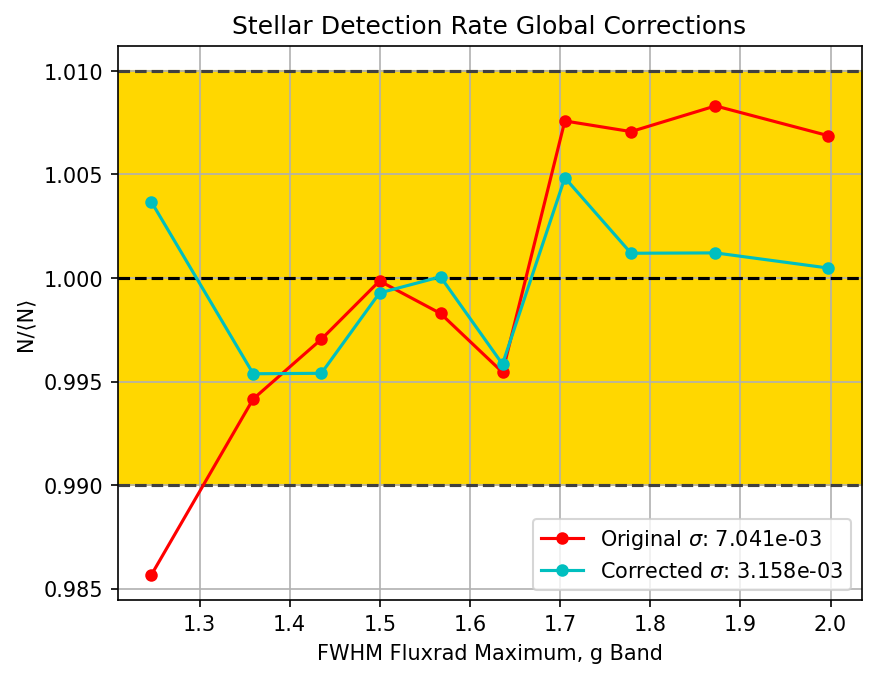 Stellar Detection Rate Global Corrections
1.010
1.005
1.000
0.995
0.990
0.985
N/⟨N⟩
Original σ: 7.041e-03
Corrected σ: 3.158e-03
1.3 1.4 1.5 1.6 1.7 1.8 1.9 2.0
FWHM Fluxrad Maximum, g Band